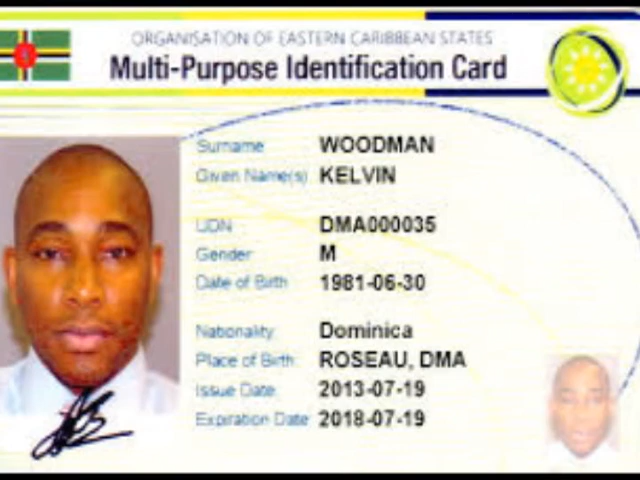 ORGANISATION OF EASTERN CARIBBEAN STATES
Multi-Purpose Identification Card
Surname WOODMAN
Given Name(s) KELVIN
UDN DMA000035
Gender M
Date of Birth 1981-06-30
Nationality Dominica
Place of Birth ROSEAU, DMA
Issue Date 2013-07-19
Expiration Date 2018-07-19